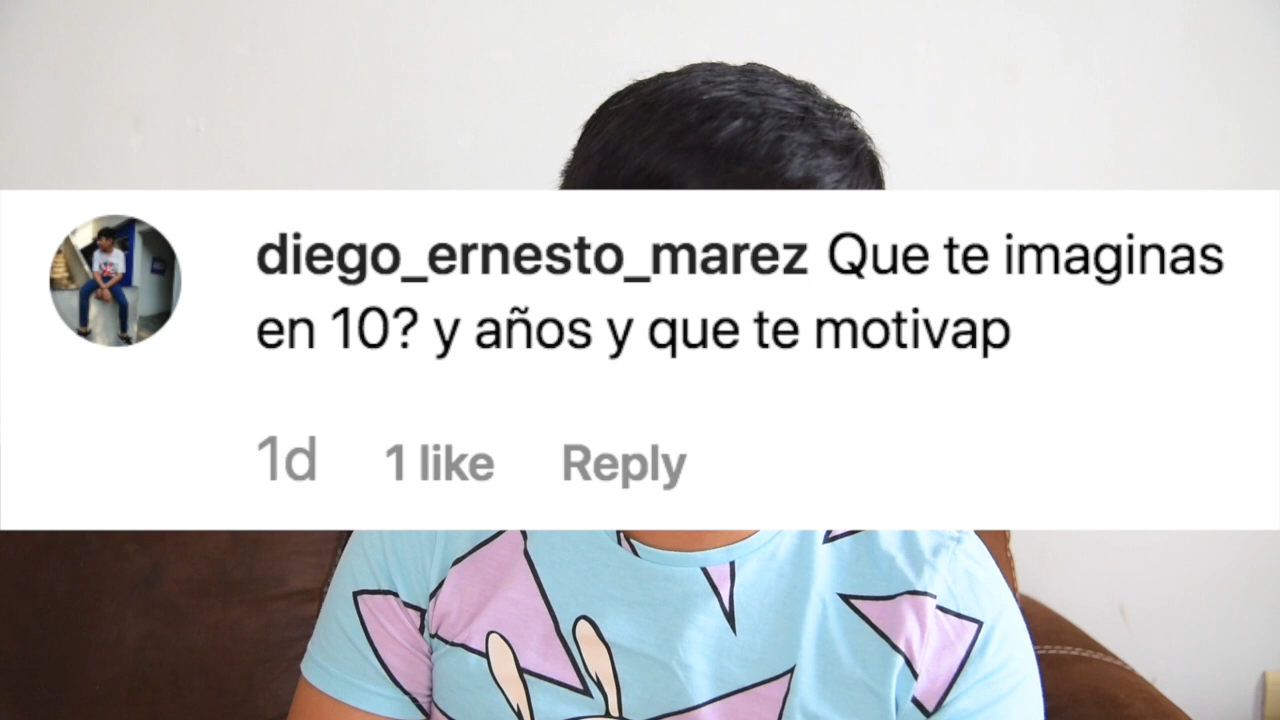 diego_ernesto_marez Que te imaginas
en 10? y años y que te motivap
1d 1 like Reply